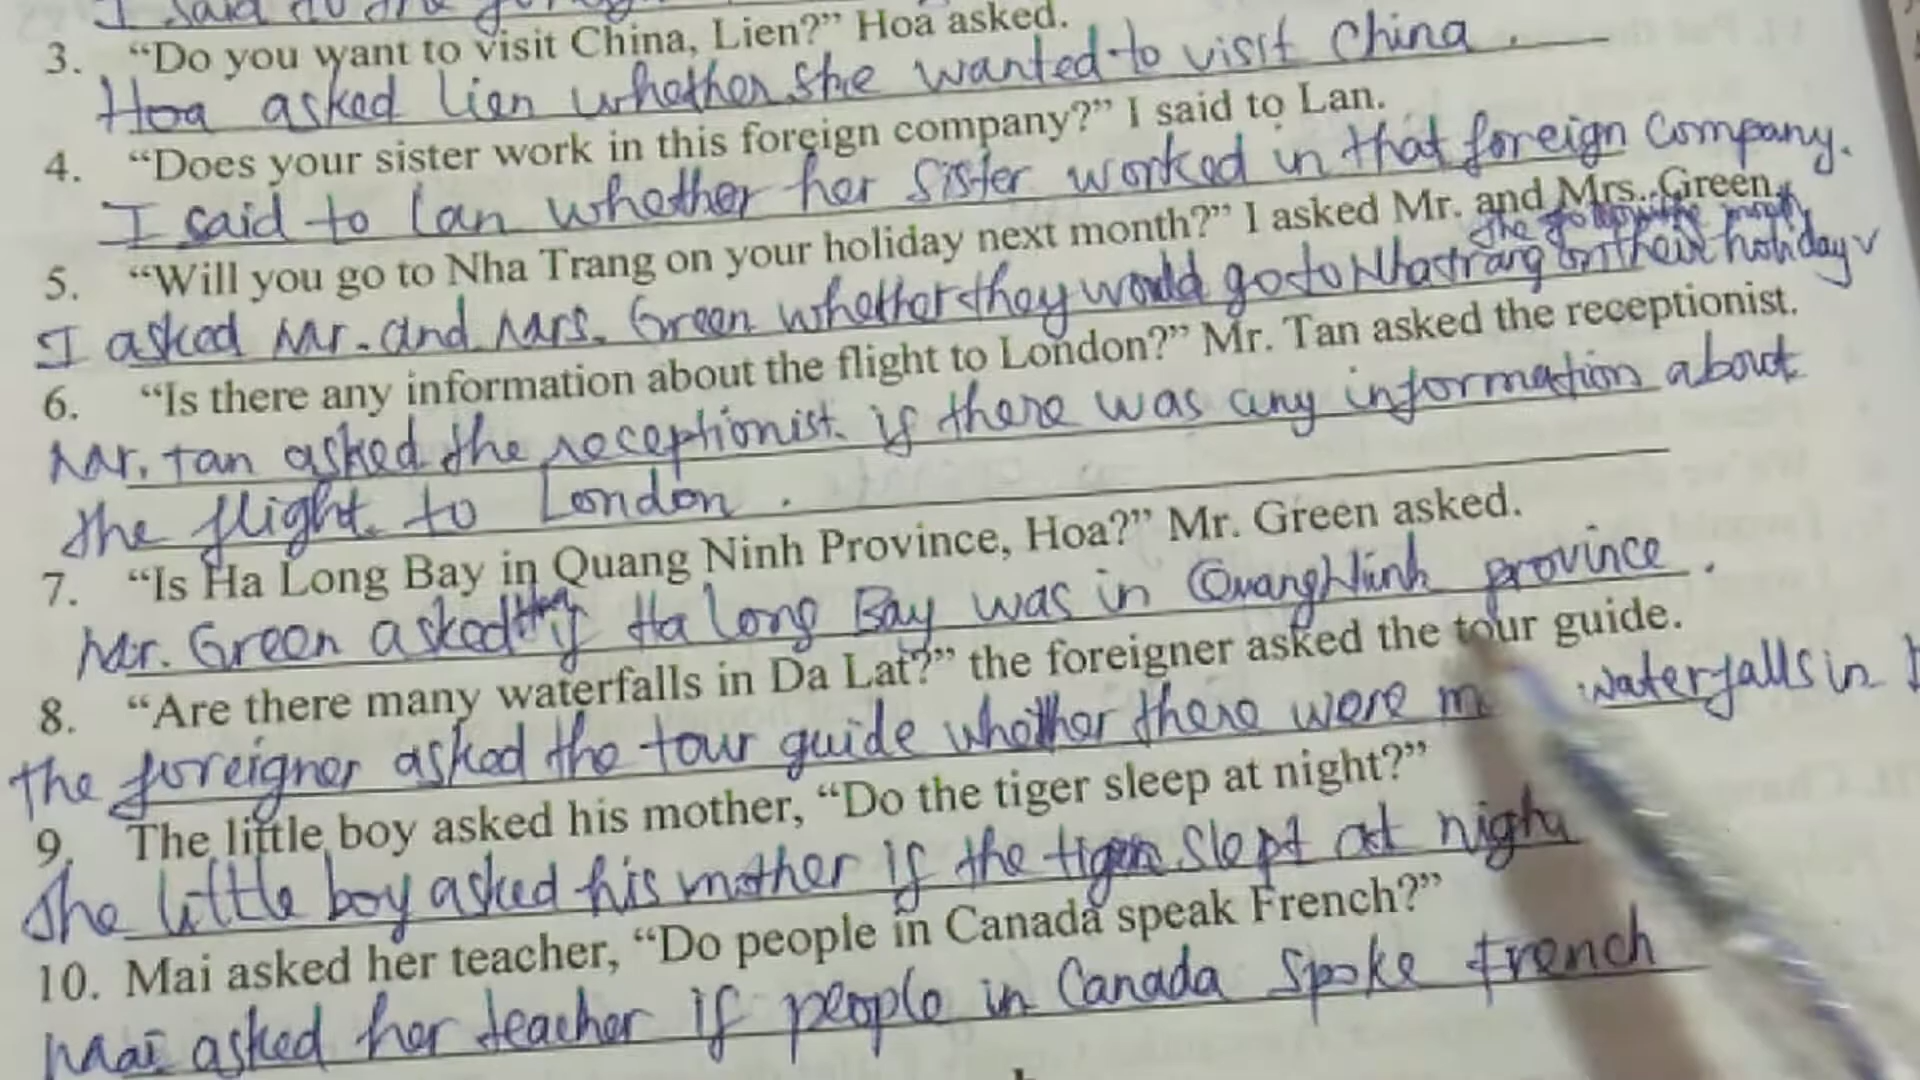 I said to the
3. “Do you want to visit China, Lien?” Hoa asked.
Hoa asked Lien whether she wanted to visit China.
4. “Does your sister work in this foreign company?” I said to Lan.
I said to Lan whether her sister worked in that foreign company.
5. “Will you go to Nha Trang on your holiday next month?” I asked Mr. and Mrs. Green.
the following month
I asked Mr. and Mrs. Green whether they would go to Nhatrang on their holiday
6. “Is there any information about the flight to London?” Mr. Tan asked the receptionist.
Mr. Tan asked the receptionist if there was any information about
the flight to London.
7. “Is Ha Long Bay in Quang Ninh Province, Hoa?” Mr. Green asked.
Mr. Green asked Hoa if Ha long Bay was in QuangNinh province.
8. “Are there many waterfalls in Da Lat?” the foreigner asked the tour guide.
the foreigner asked the tour guide whether there were waterfalls in
9. The little boy asked his mother, “Do the tiger sleep at night?”
The little boy asked his mother if the tiger slept at night
10. Mai asked her teacher, “Do people in Canada speak French?”
Mai asked her teacher if people in Canada spoke French